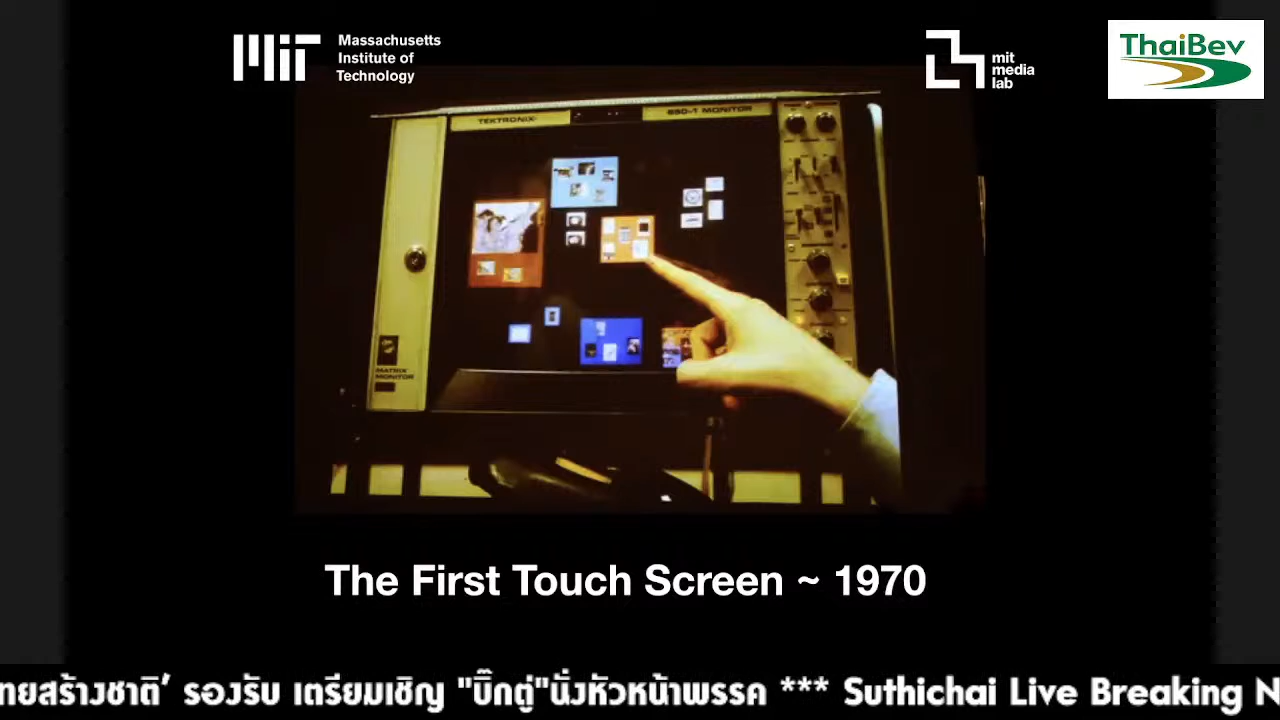 Massachusetts
Institute of
Technology
mit
media
lab
ThaiBev
TEKTRONIX
650-1 MONITOR
MATRIX
MONITOR
The First Touch Screen ~ 1970
ทยสร้างชาติ’ รองรับ เตรียมเชิญ "บิ๊กตู่"นั่งหัวหน้าพรรค *** Suthichai Live Breaking N